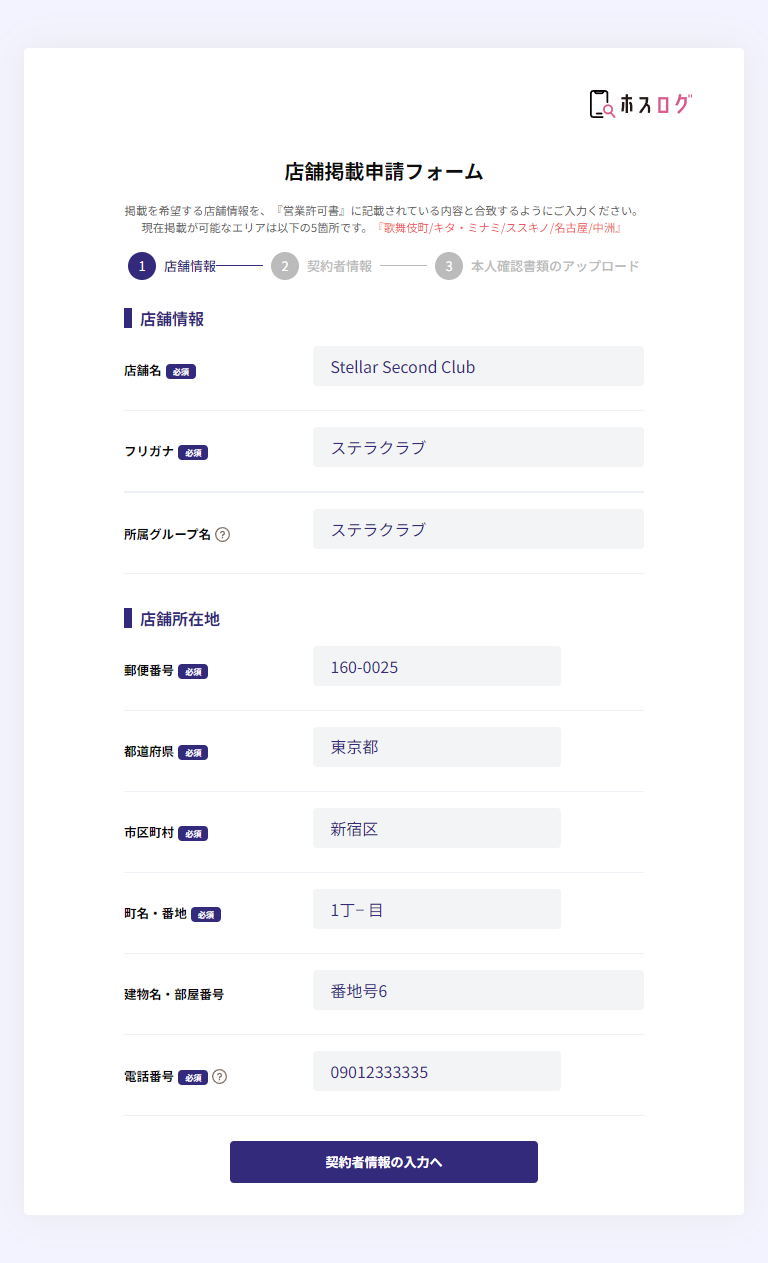 ホスログ
店舗掲載申請フォーム
掲載を希望する店舗情報を、『営業許可書』に記載されている内容と合致するようにご入力ください。
現在掲載が可能なエリアは以下の5箇所です。『歌舞伎町/キタ・ミナミ/ススキノ/名古屋/中洲』
1 店舗情報 2 契約者情報 3 本人確認書類のアップロード
店舗情報
店舗名 必須 Stellar Second Club
フリガナ 必須 ステラクラブ
所属グループ名 ? ステラクラブ
店舗所在地
郵便番号 必須 160-0025
都道府県 必須 東京都
市区町村 必須 新宿区
町名・番地 必須 1丁− 目
建物名・部屋番号 番地号6
電話番号 必須 ? 09012333335
契約者情報の入力へ